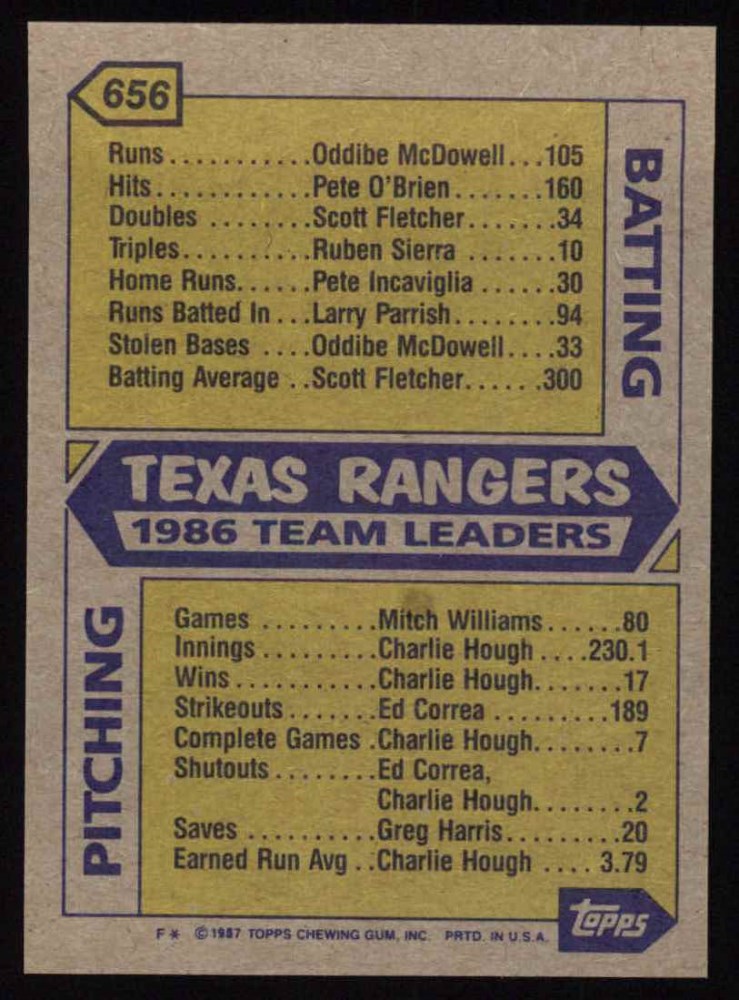 656
BATTING
Runs...........Oddibe McDowell...105
Hits............Pete O'Brien.......160
Doubles ........Scott Fletcher.......34
Triples..........Ruben Sierra .......10
Home Runs......Pete Incaviglia ......30
Runs Batted In ...Larry Parrish........94
Stolen Bases ....Oddibe McDowell....33
Batting Average ..Scott Fletcher......300
TEXAS RANGERS
1986 TEAM LEADERS
PITCHING
Games .........Mitch Williams......80
Innings .........Charlie Hough ....230.1
Wins............Charlie Hough.......17
Strikeouts.......Ed Correa .........189
Complete Games .Charlie Hough........7
Shutouts........Ed Correa,
Charlie Hough........2
Saves ..........Greg Harris.........20
Earned Run Avg ..Charlie Hough .... 3.79
topps
F* ©1987 TOPPS CHEWING GUM, INC. PRTD. IN U.S.A.